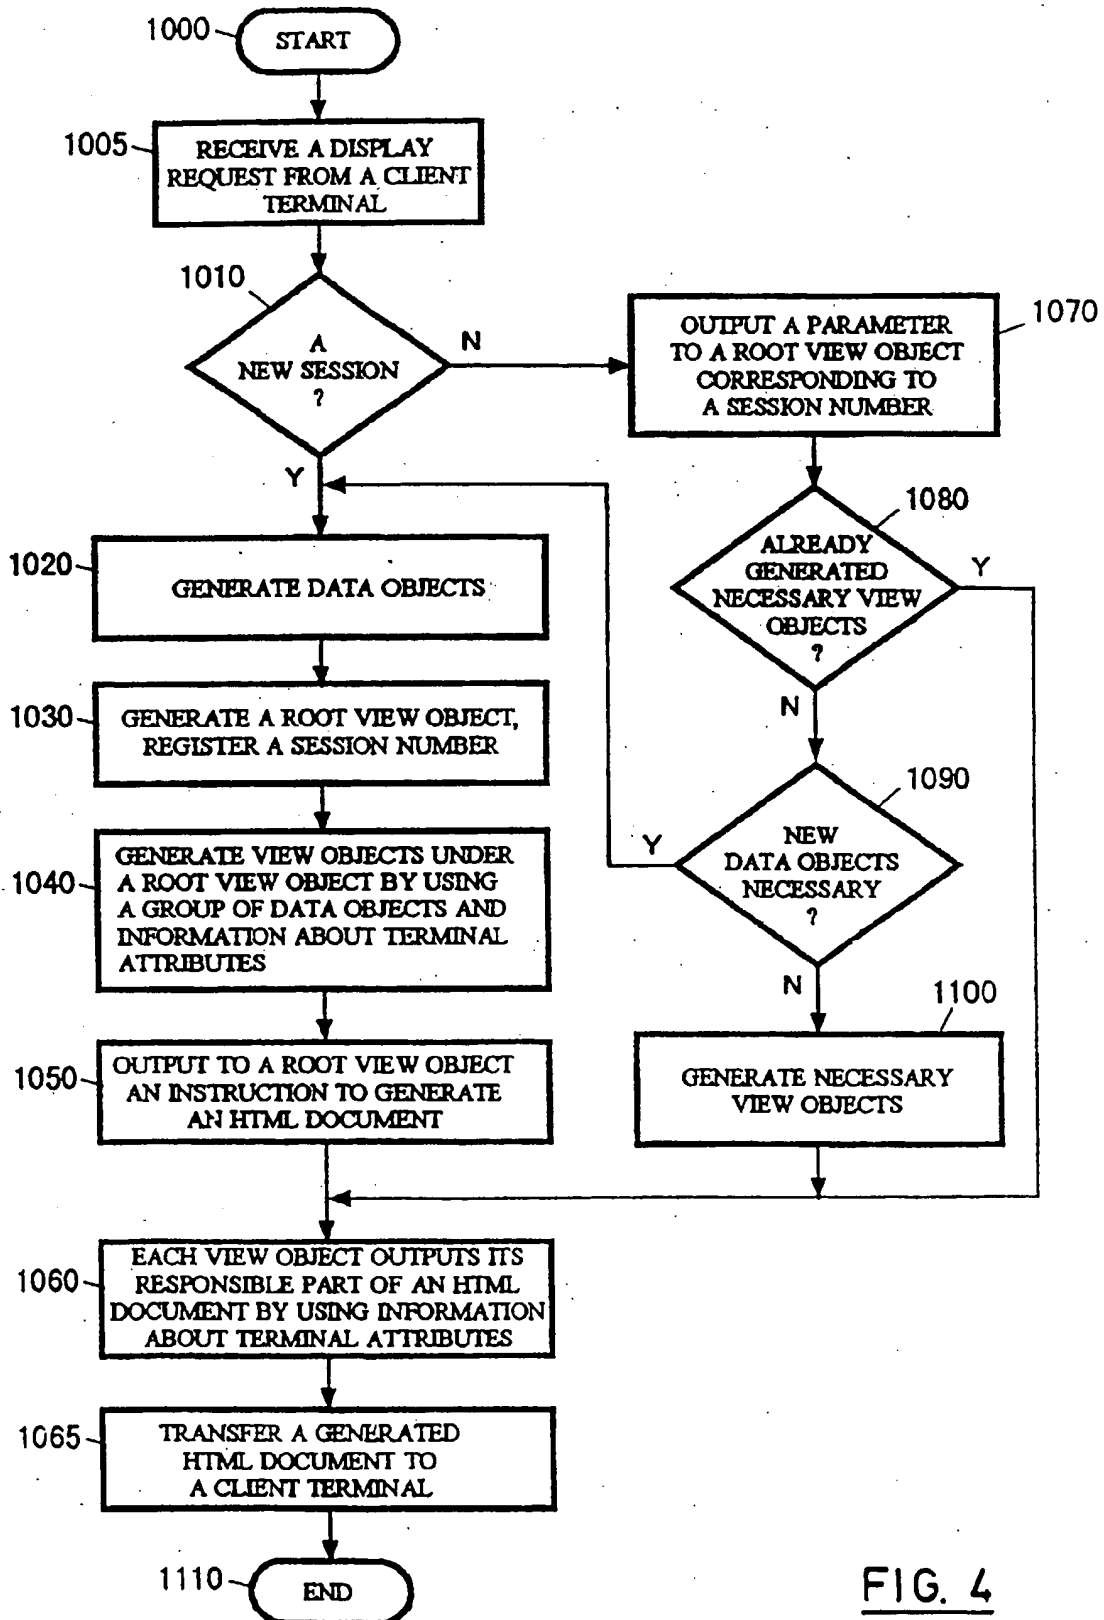 1000
START
1005
RECEIVE A DISPLAY
REQUEST FROM A CLIENT
TERMINAL
1010
A
NEW SESSION
?
N
Y
1070
OUTPUT A PARAMETER
TO A ROOT VIEW OBJECT
CORRESPONDING TO
A SESSION NUMBER
1080
ALREADY
GENERATED
NECESSARY VIEW
OBJECTS
?
Y
N
1020
GENERATE DATA OBJECTS
1030
GENERATE A ROOT VIEW OBJECT,
REGISTER A SESSION NUMBER
1090
NEW
DATA OBJECTS
NECESSARY
?
Y
N
1040
GENERATE VIEW OBJECTS UNDER
A ROOT VIEW OBJECT BY USING
A GROUP OF DATA OBJECTS AND
INFORMATION ABOUT TERMINAL
ATTRIBUTES
1100
GENERATE NECESSARY
VIEW OBJECTS
1050
OUTPUT TO A ROOT VIEW OBJECT
AN INSTRUCTION TO GENERATE
AN HTML DOCUMENT
1060
EACH VIEW OBJECT OUTPUTS ITS
RESPONSIBLE PART OF AN HTML
DOCUMENT BY USING INFORMATION
ABOUT TERMINAL ATTRIBUTES
1065
TRANSFER A GENERATED
HTML DOCUMENT TO
A CLIENT TERMINAL
1110
END
FIG. 4